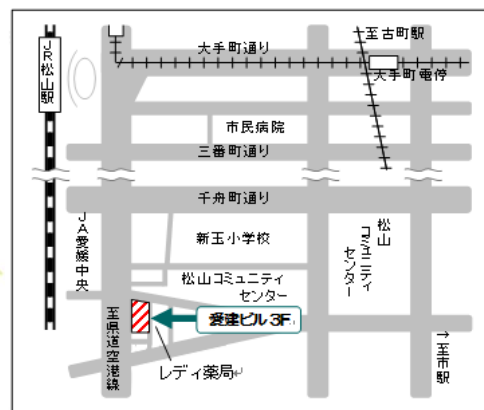 至古町駅
大手町通り
大手町電停
JR松山駅
市民病院
三番町通り
千舟町通り
JA愛媛中央
新玉小学校
松山コミュニティセンター
松山コミュニティ
センター
愛建ビル3F
レディ薬局
至県道空港線
→至市駅